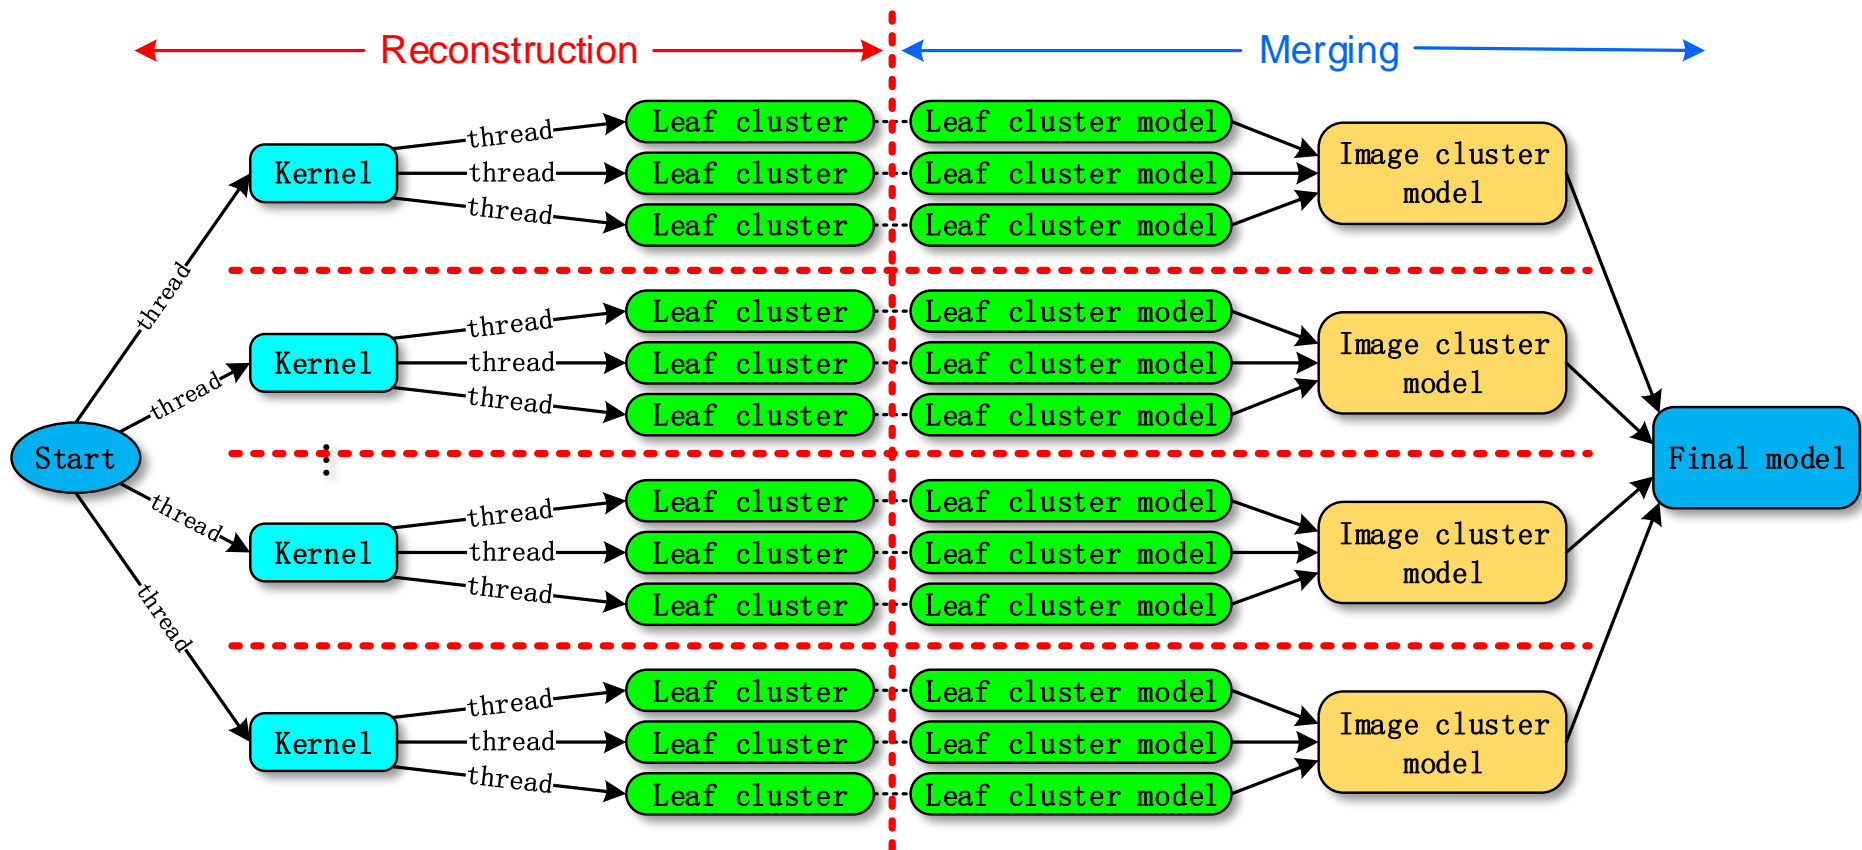 Reconstruction
Merging
thread
Leaf cluster
Leaf cluster model
Kernel
thread
Leaf cluster
Leaf cluster model
Image cluster
model
thread
Leaf cluster
Leaf cluster model
thread
thread
Leaf cluster
Leaf cluster model
Kernel
thread
Leaf cluster
Leaf cluster model
Image cluster
model
thread
thread
Leaf cluster
Leaf cluster model
Start
Final model
thread
thread
Leaf cluster
Leaf cluster model
Kernel
thread
Leaf cluster
Leaf cluster model
Image cluster
model
thread
Leaf cluster
Leaf cluster model
thread
thread
Leaf cluster
Leaf cluster model
Kernel
thread
Leaf cluster
Leaf cluster model
Image cluster
model
thread
Leaf cluster
Leaf cluster model